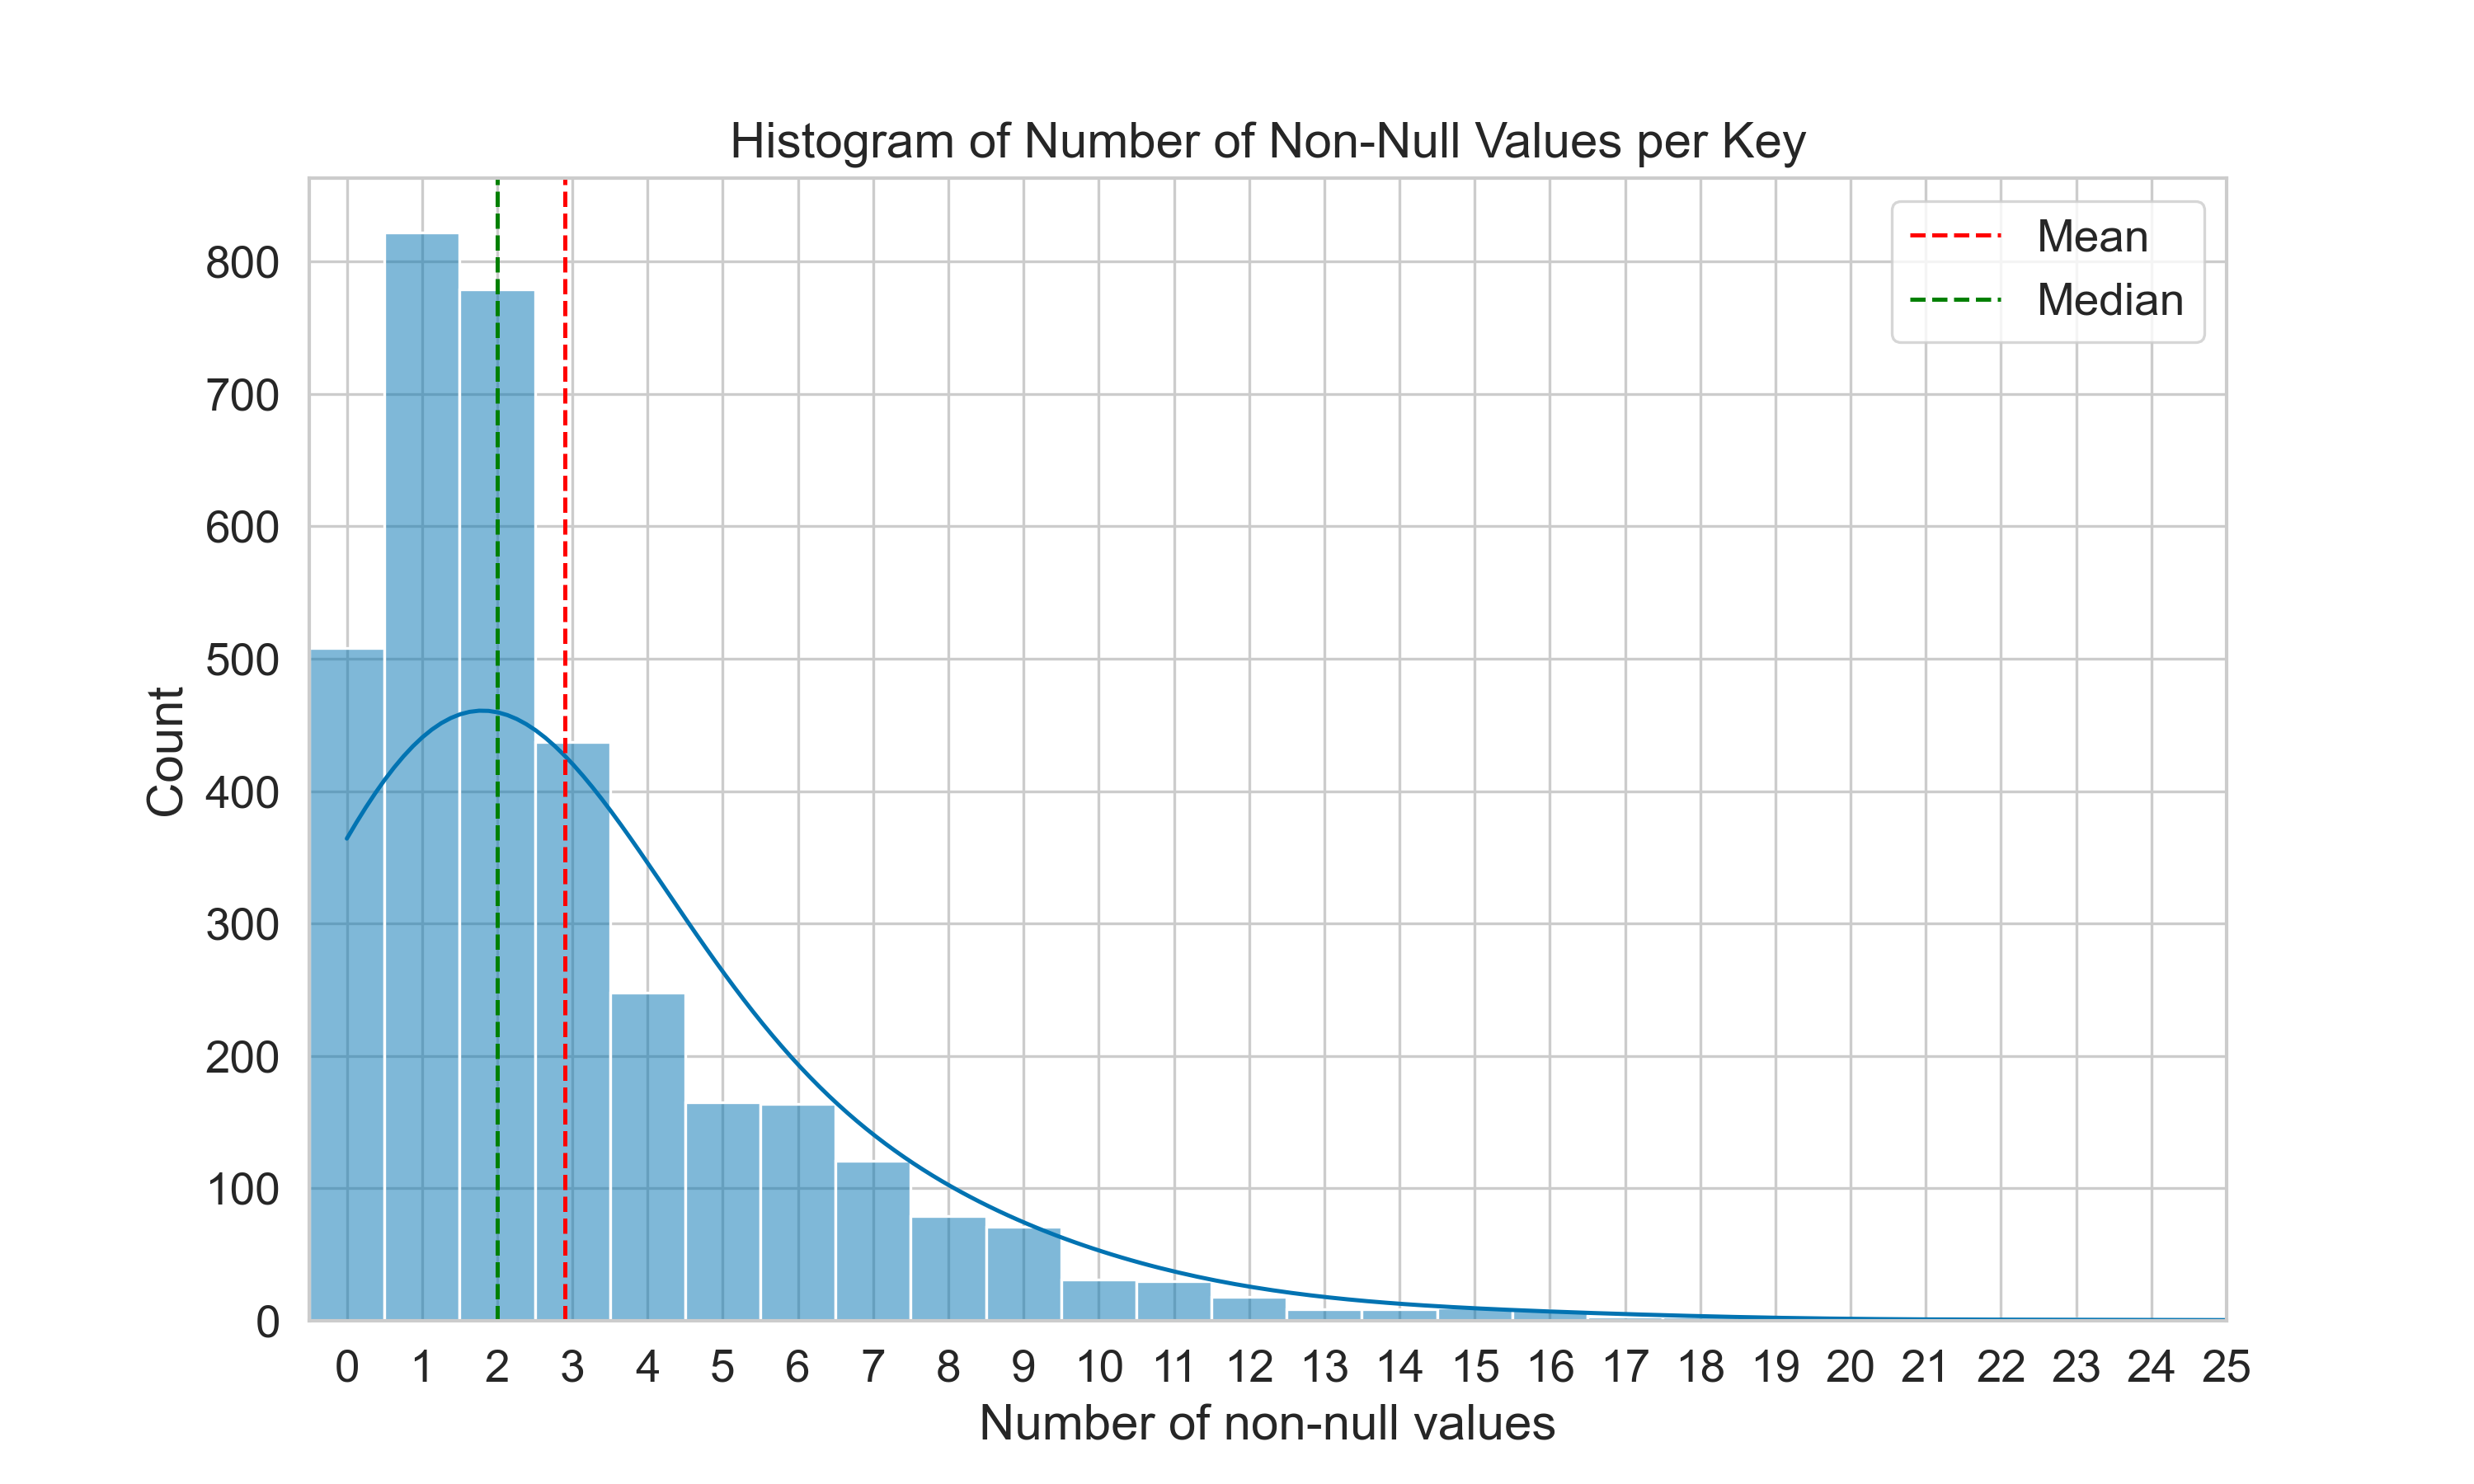 Histogram of Number of Non-Null Values per Key
Mean
Median
800
700
600
500
400
300
200
100
0
Count
0 1 2 3 4 5 6 7 8 9 10 11 12 13 14 15 16 17 18 19 20 21 22 23 24 25
Number of non-null values